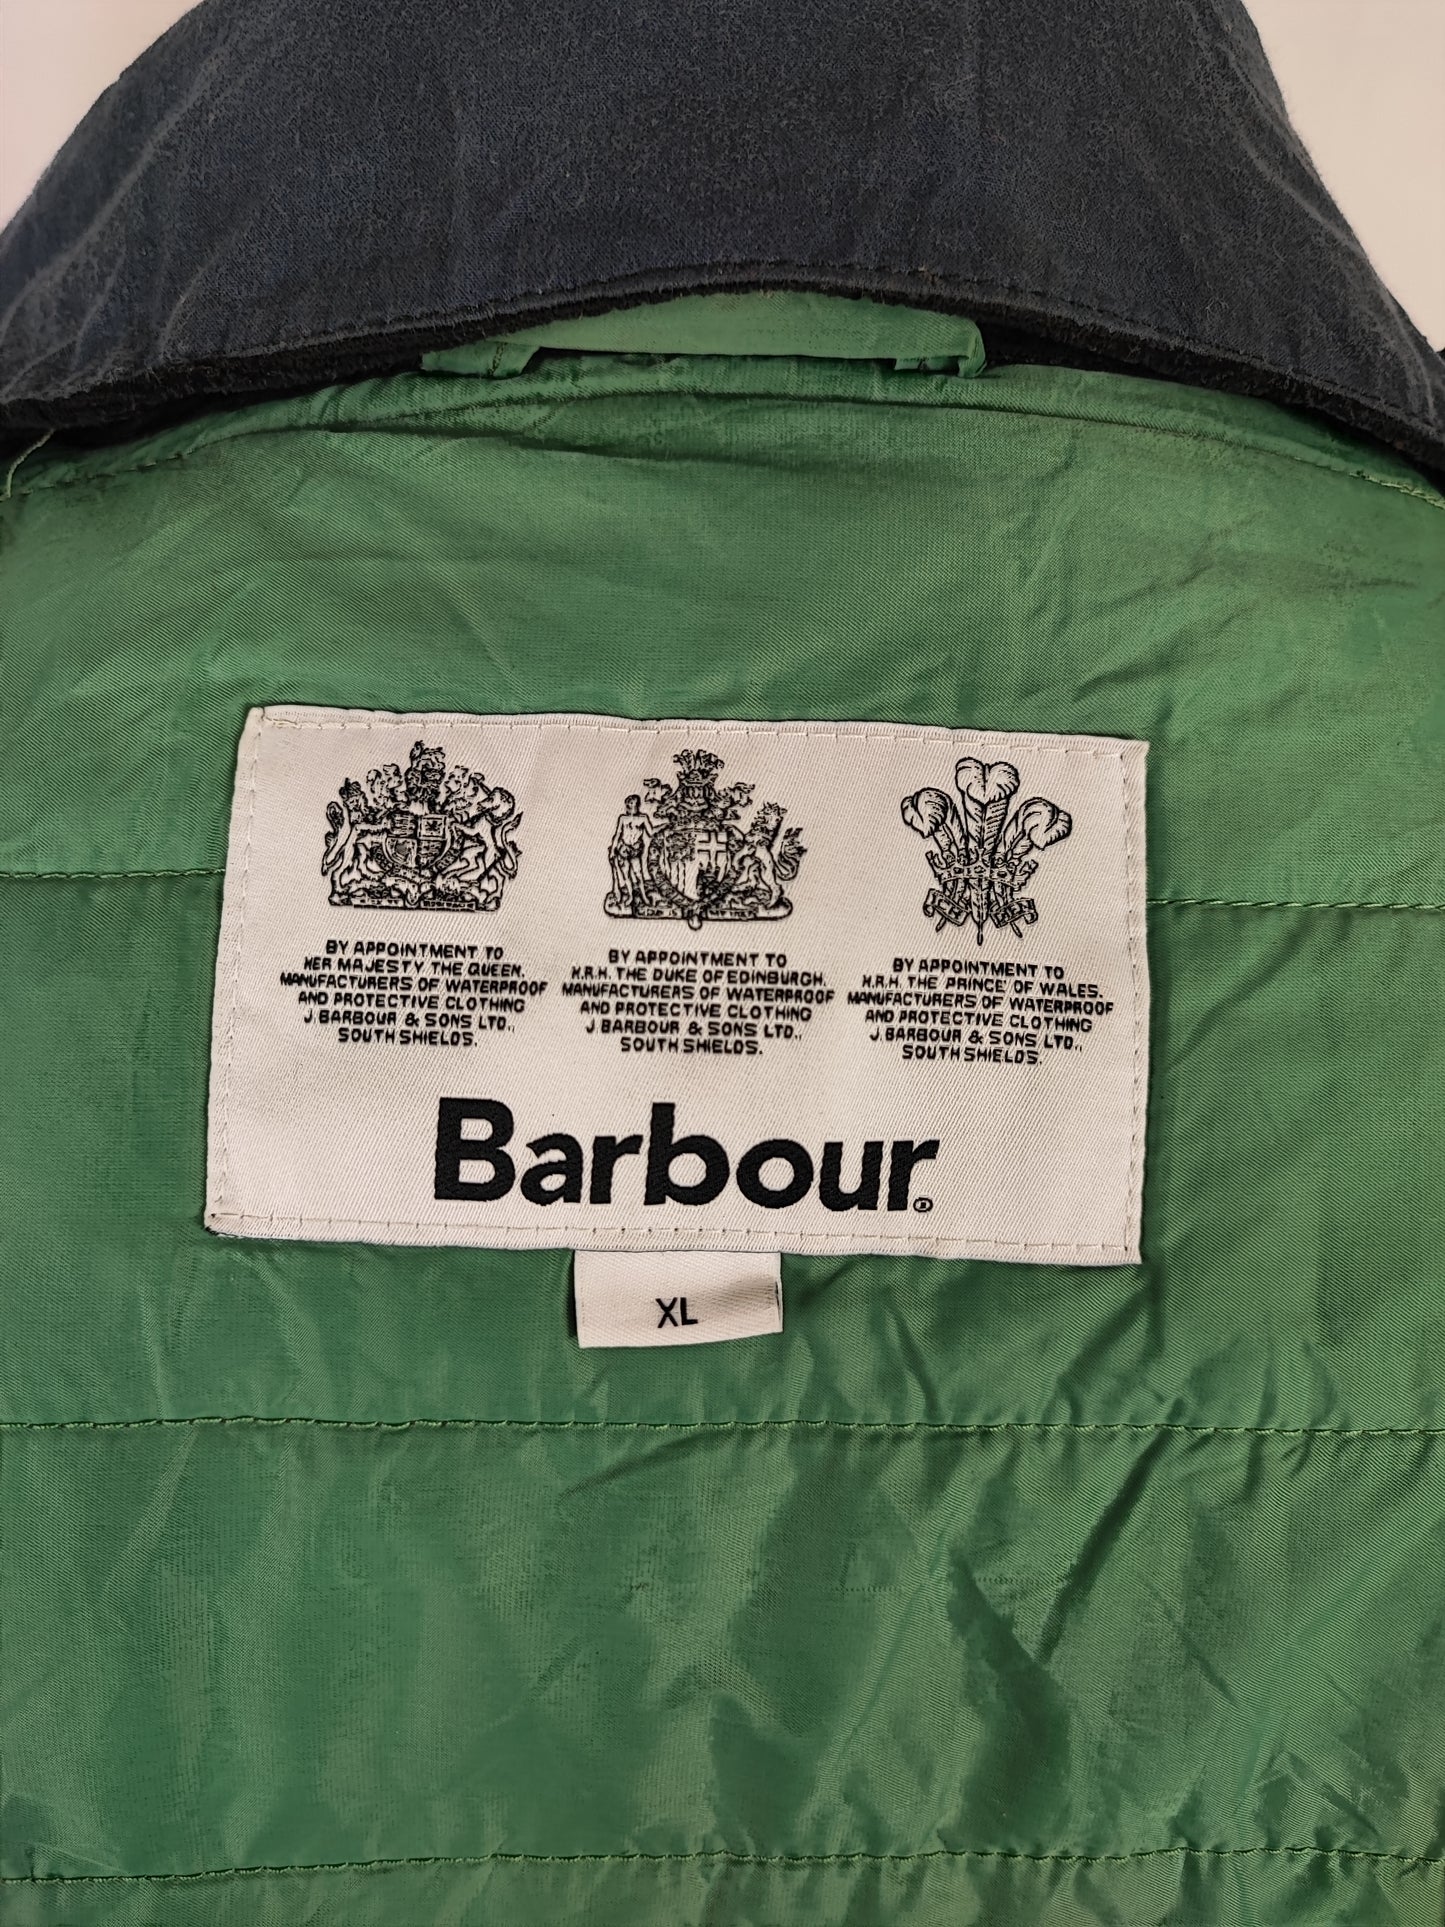 BY APPOINTMENT TO
HER MAJESTY THE QUEEN.
MANUFACTURERS OF WATERPROOF
AND PROTECTIVE CLOTHING
J. BARBOUR & SONS LTD.,
SOUTH SHIELDS.
BY APPOINTMENT TO
H.R.H. THE DUKE OF EDINBURGH.
MANUFACTURERS OF WATERPROOF
AND PROTECTIVE CLOTHING
J. BARBOUR & SONS LTD.,
SOUTH SHIELDS.
BY APPOINTMENT TO
H.R.H. THE PRINCE OF WALES.
MANUFACTURERS OF WATERPROOF
AND PROTECTIVE CLOTHING
J. BARBOUR & SONS LTD.,
SOUTH SHIELDS.
Barbour®
XL